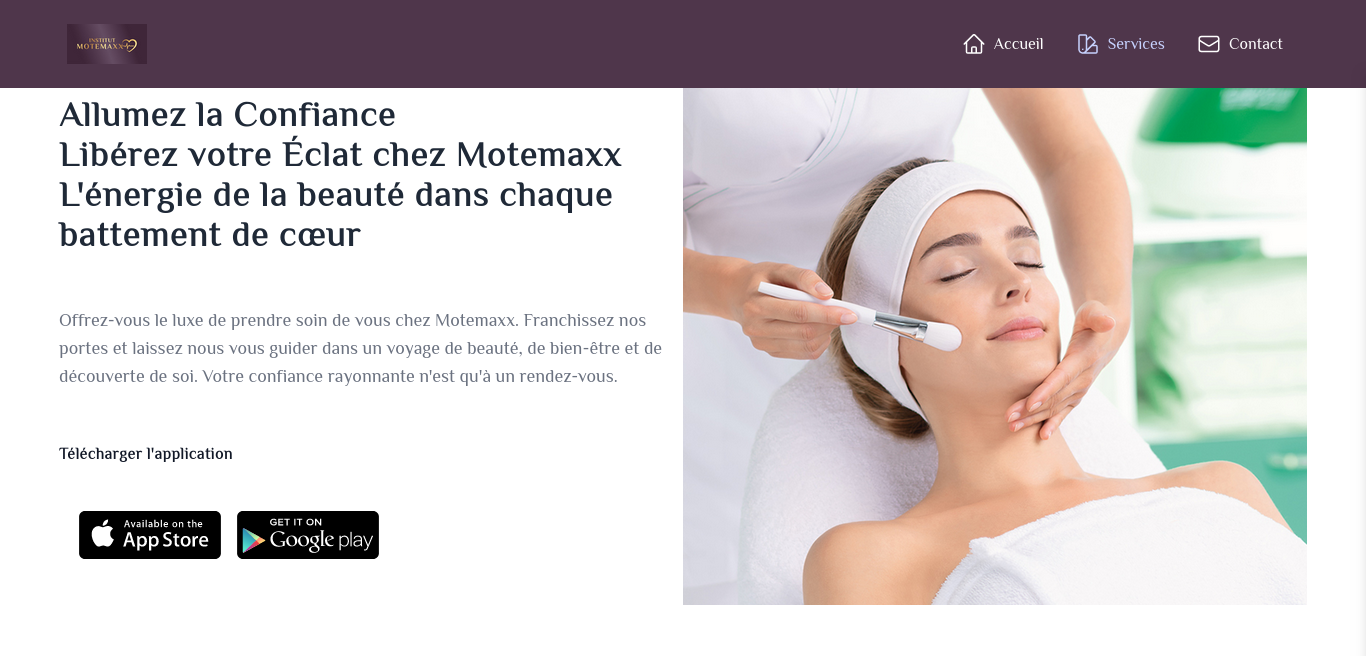 INSTITUT
MOTEMAXX
Accueil
Services
Contact
Allumez la Confiance
Libérez votre Éclat chez Motemaxx
L'énergie de la beauté dans chaque
battement de cœur
Offrez-vous le luxe de prendre soin de vous chez Motemaxx. Franchissez nos
portes et laissez nous vous guider dans un voyage de beauté, de bien-être et de
découverte de soi. Votre confiance rayonnante n'est qu'à un rendez-vous.
Télécharger l'application
Available on the
App Store
GET IT ON
Google play